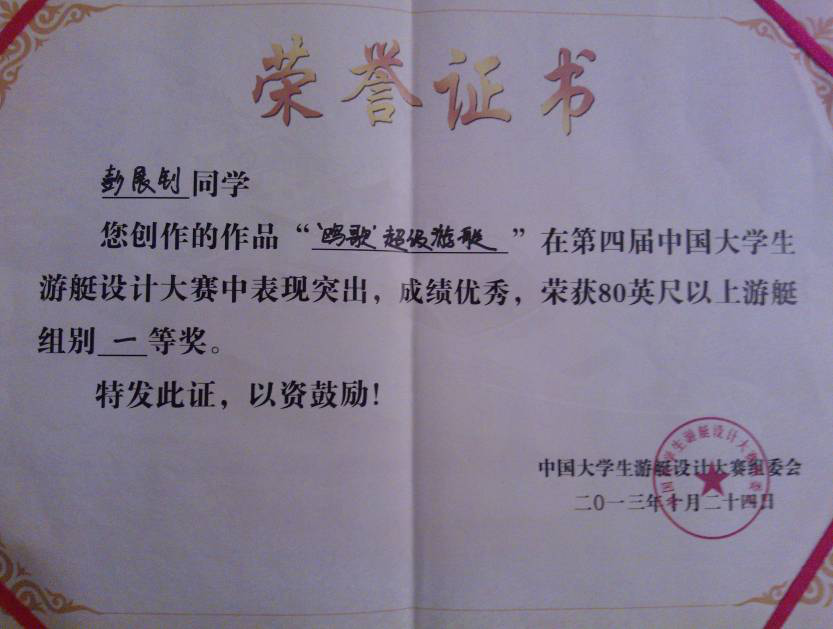 荣誉证书
彭展钊同学
您创作的作品“‘鸥歌’超级游艇”在第四届中国大学生
游艇设计大赛中表现突出，成绩优秀，荣获80英尺以上游艇
组别一等奖。
特发此证，以资鼓励！
中国大学生游艇设计大赛组委会
二〇一三年十月二十四日